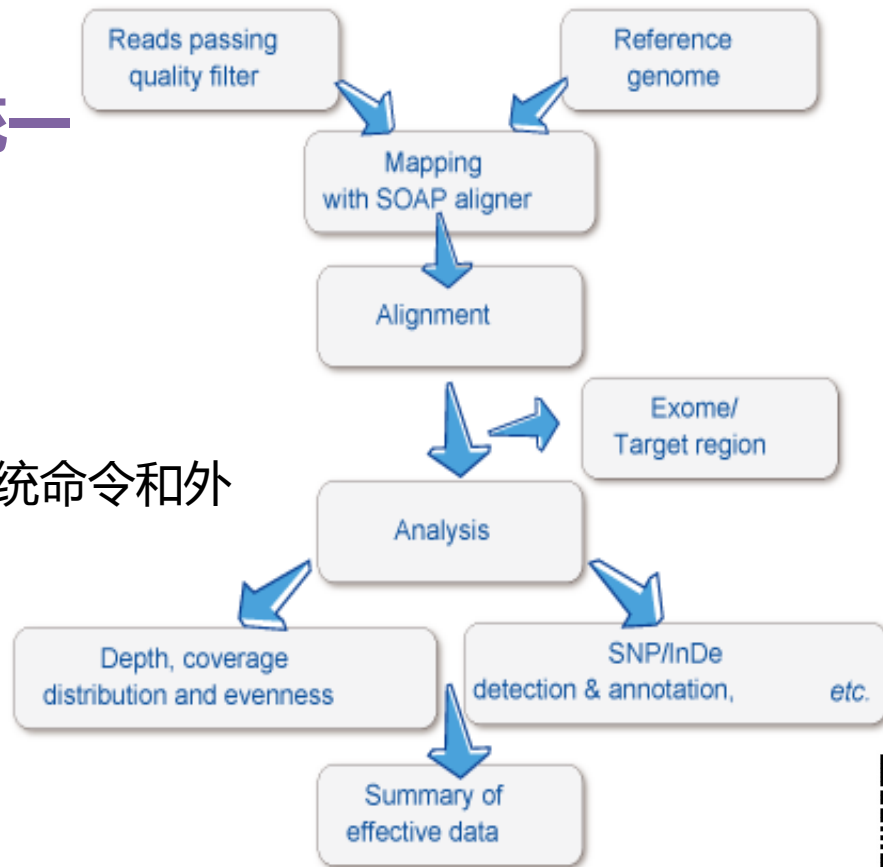 Reads passing
quality filter
Reference
genome
一
Mapping
with SOAP aligner
Alignment
Exome/
Target region
统命令和外
Analysis
Depth, coverage
distribution and evenness
SNP/InDe
detection & annotation, etc.
Summary of
effective data